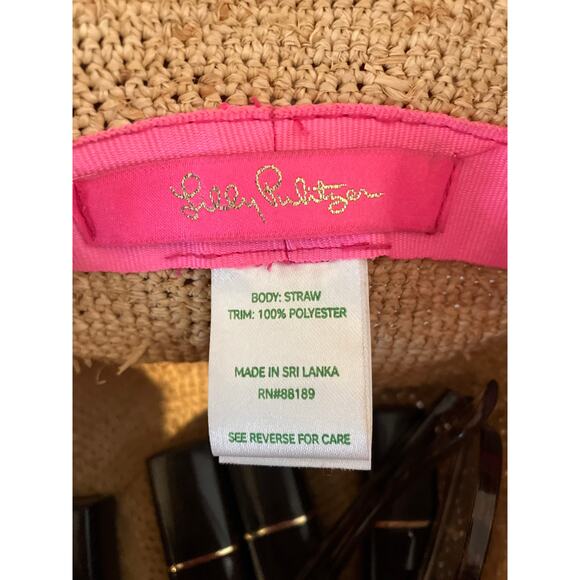 Lilly Pulitzer
BODY: STRAW
TRIM: 100% POLYESTER
MADE IN SRI LANKA
RN#88189
SEE REVERSE FOR CARE